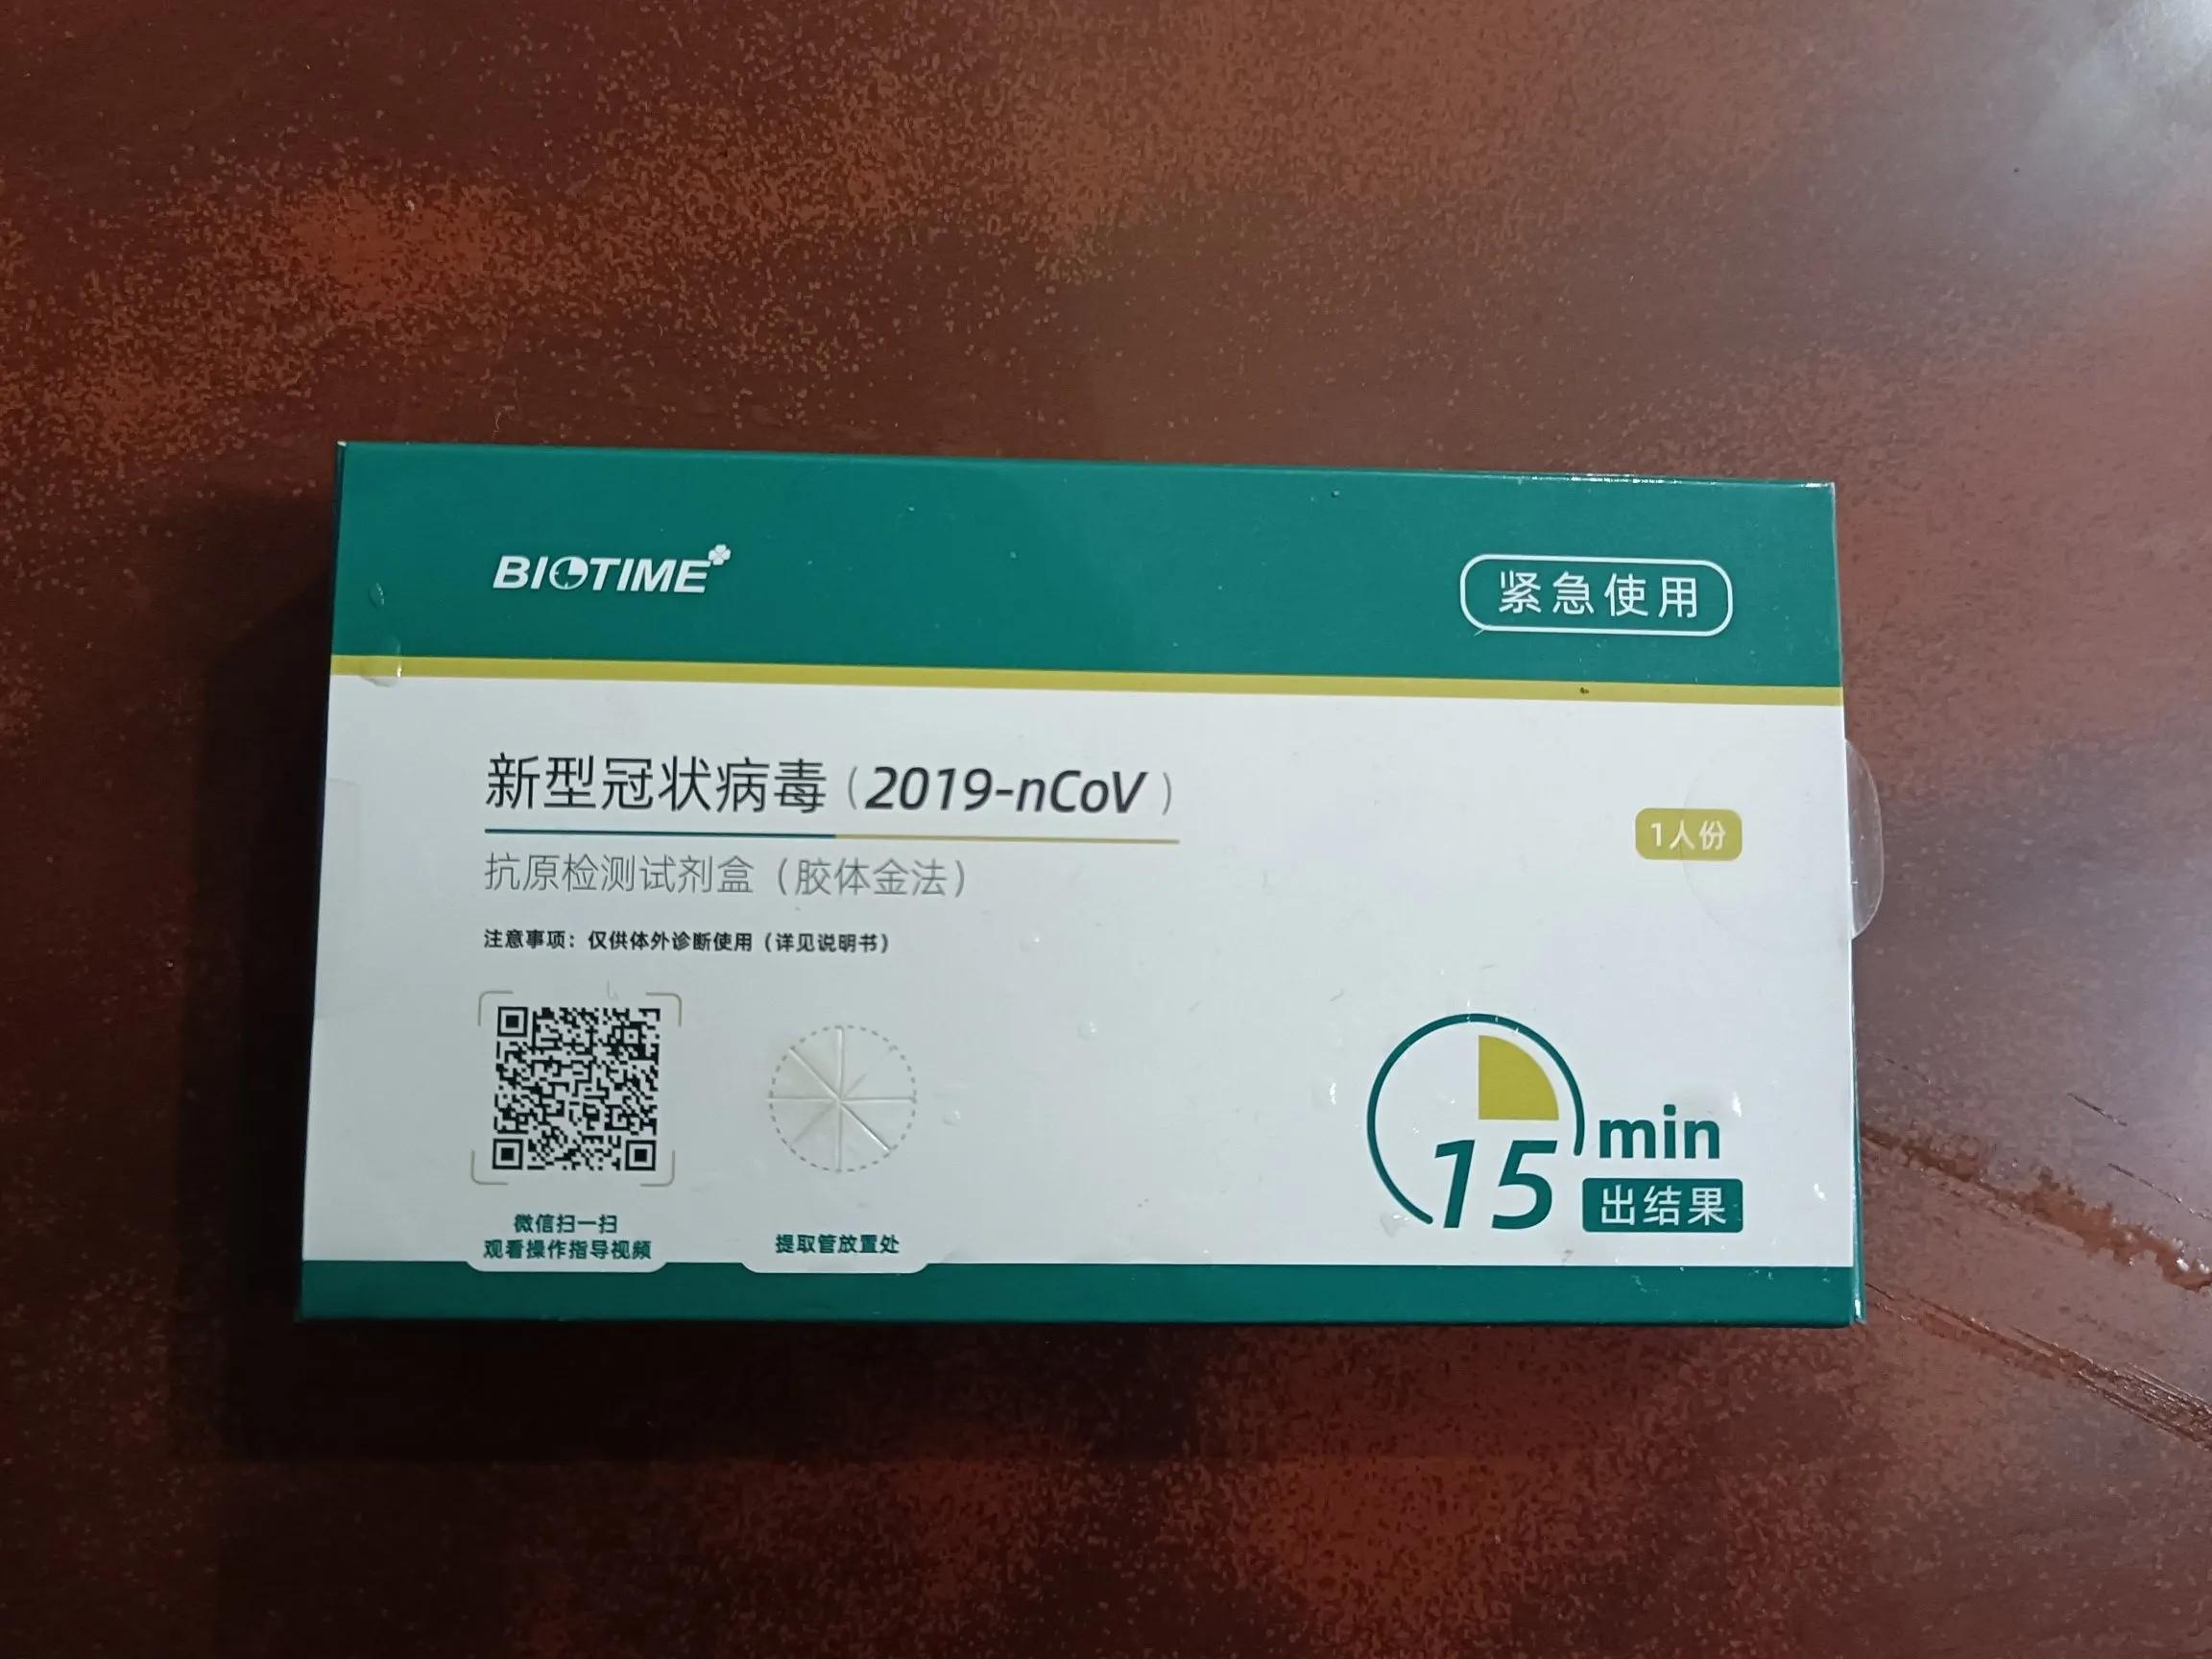 BIOTIME
紧急使用
新型冠状病毒（2019-nCoV）
1人份
抗原检测试剂盒（胶体金法）
注意事项：仅供体外诊断使用（详见说明书）
微信扫一扫
观看操作指导视频
提取管放置处
15 min
出结果